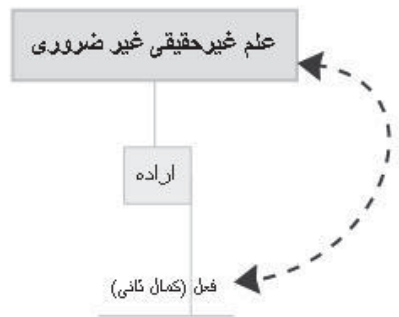 علم غیرحقیقی غیر ضروری
اراده
فعل (کمال ثانی)